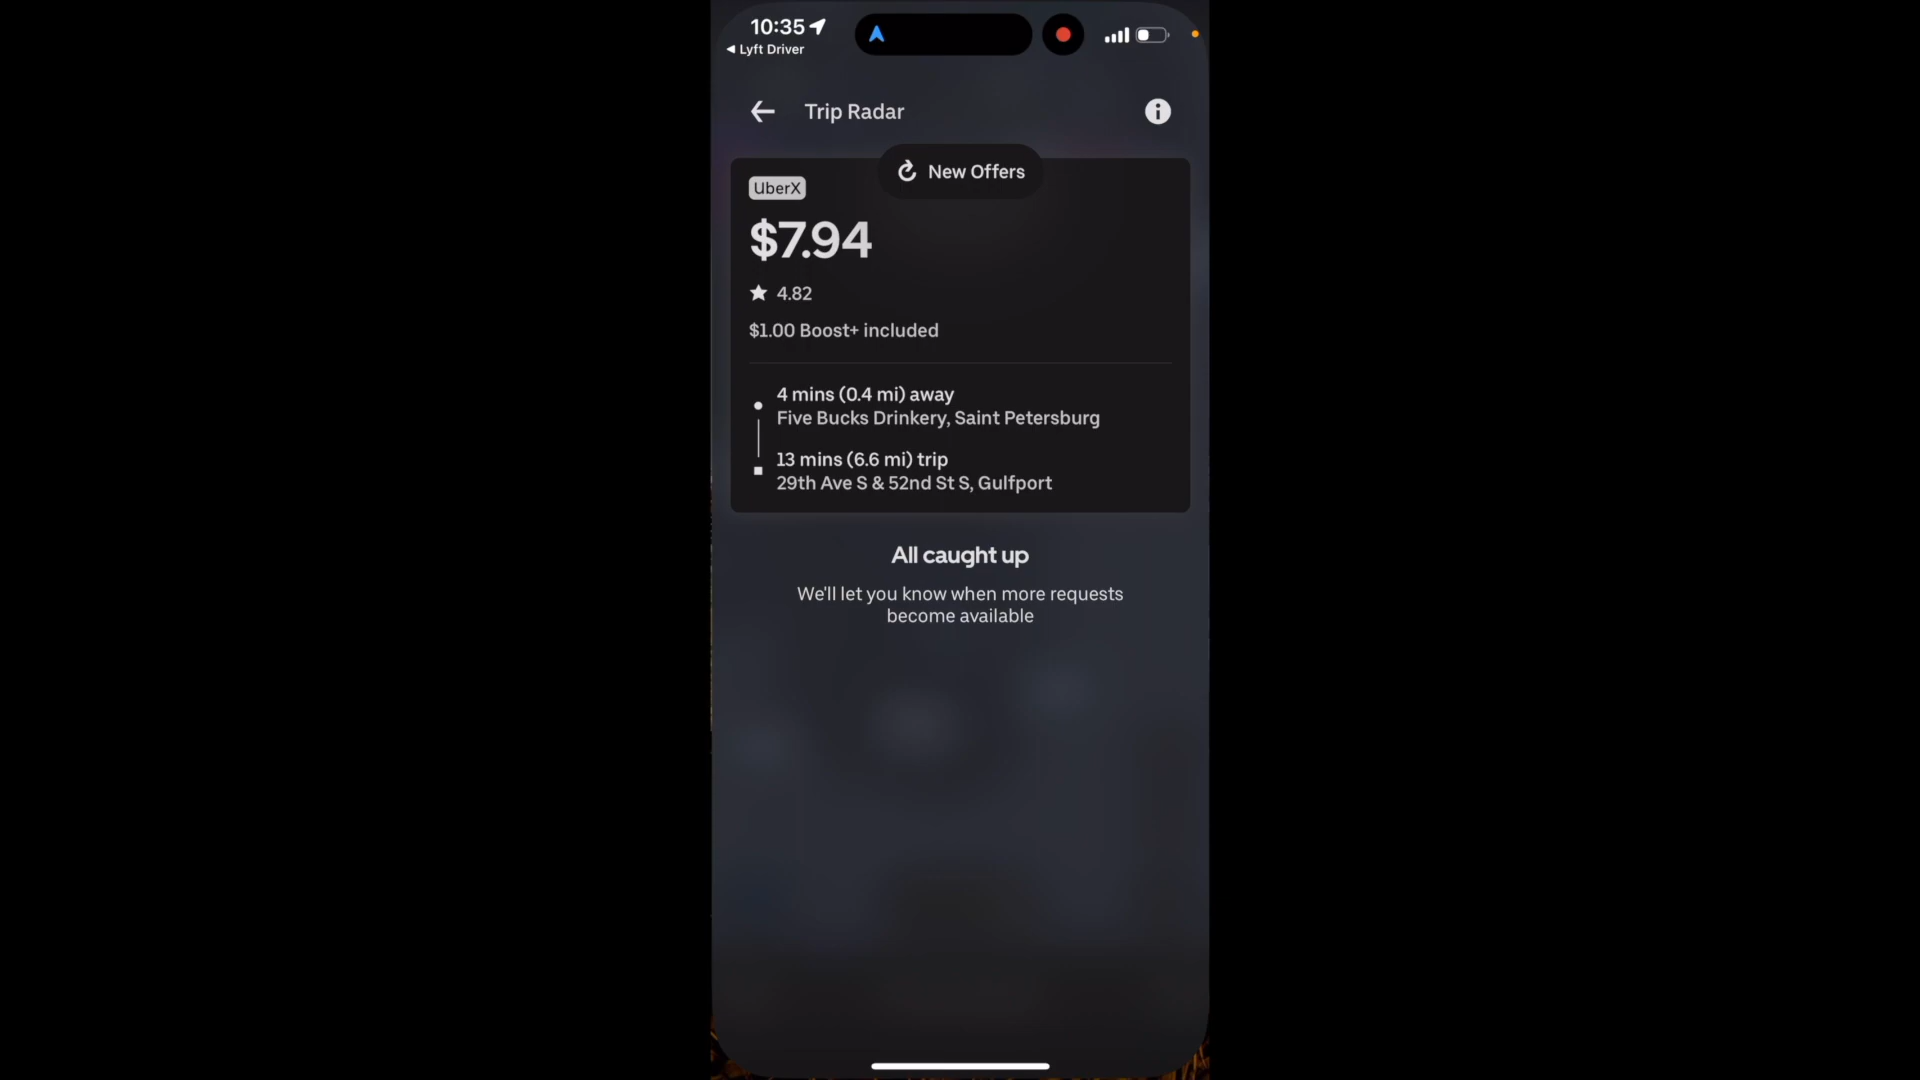 10:35
Lyft Driver
Trip Radar
New Offers
UberX
$7.94
4.82
$1.00 Boost+ included
4 mins (0.4 mi) away
Five Bucks Drinkery, Saint Petersburg
13 mins (6.6 mi) trip
29th Ave S & 52nd St S, Gulfport
All caught up
We'll let you know when more requests
become available